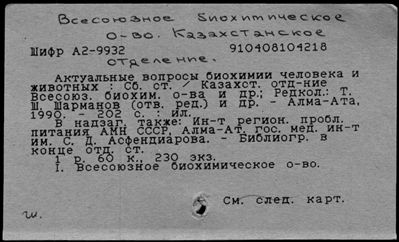 Всесоюзное биохимическое
о-во. Казахстанское
Шифр А2-9932 910408104218
отделение.
Актуальные вопросы биохимии человека и
животных : Сб. ст. - Казахст. отд-ние
Всесоюз. биохим. о-ва и др.; Редкол.: Т.
Ш. Шарманов (отв. ред.) и др. - Алма-Ата,
1990. - 202 с. : ил.
В надзаг. также: Ин-т регион. пробл.
питания АМН СССР, Алма-Ат. гос. мед. ин-т
им. С. Д. Асфендиарова. - Библиогр. в
конце отд. ст.
1 р. 60 к., 230 экз.
I. Всесоюзное биохимическое о-во.
См. след. карт.
ш.